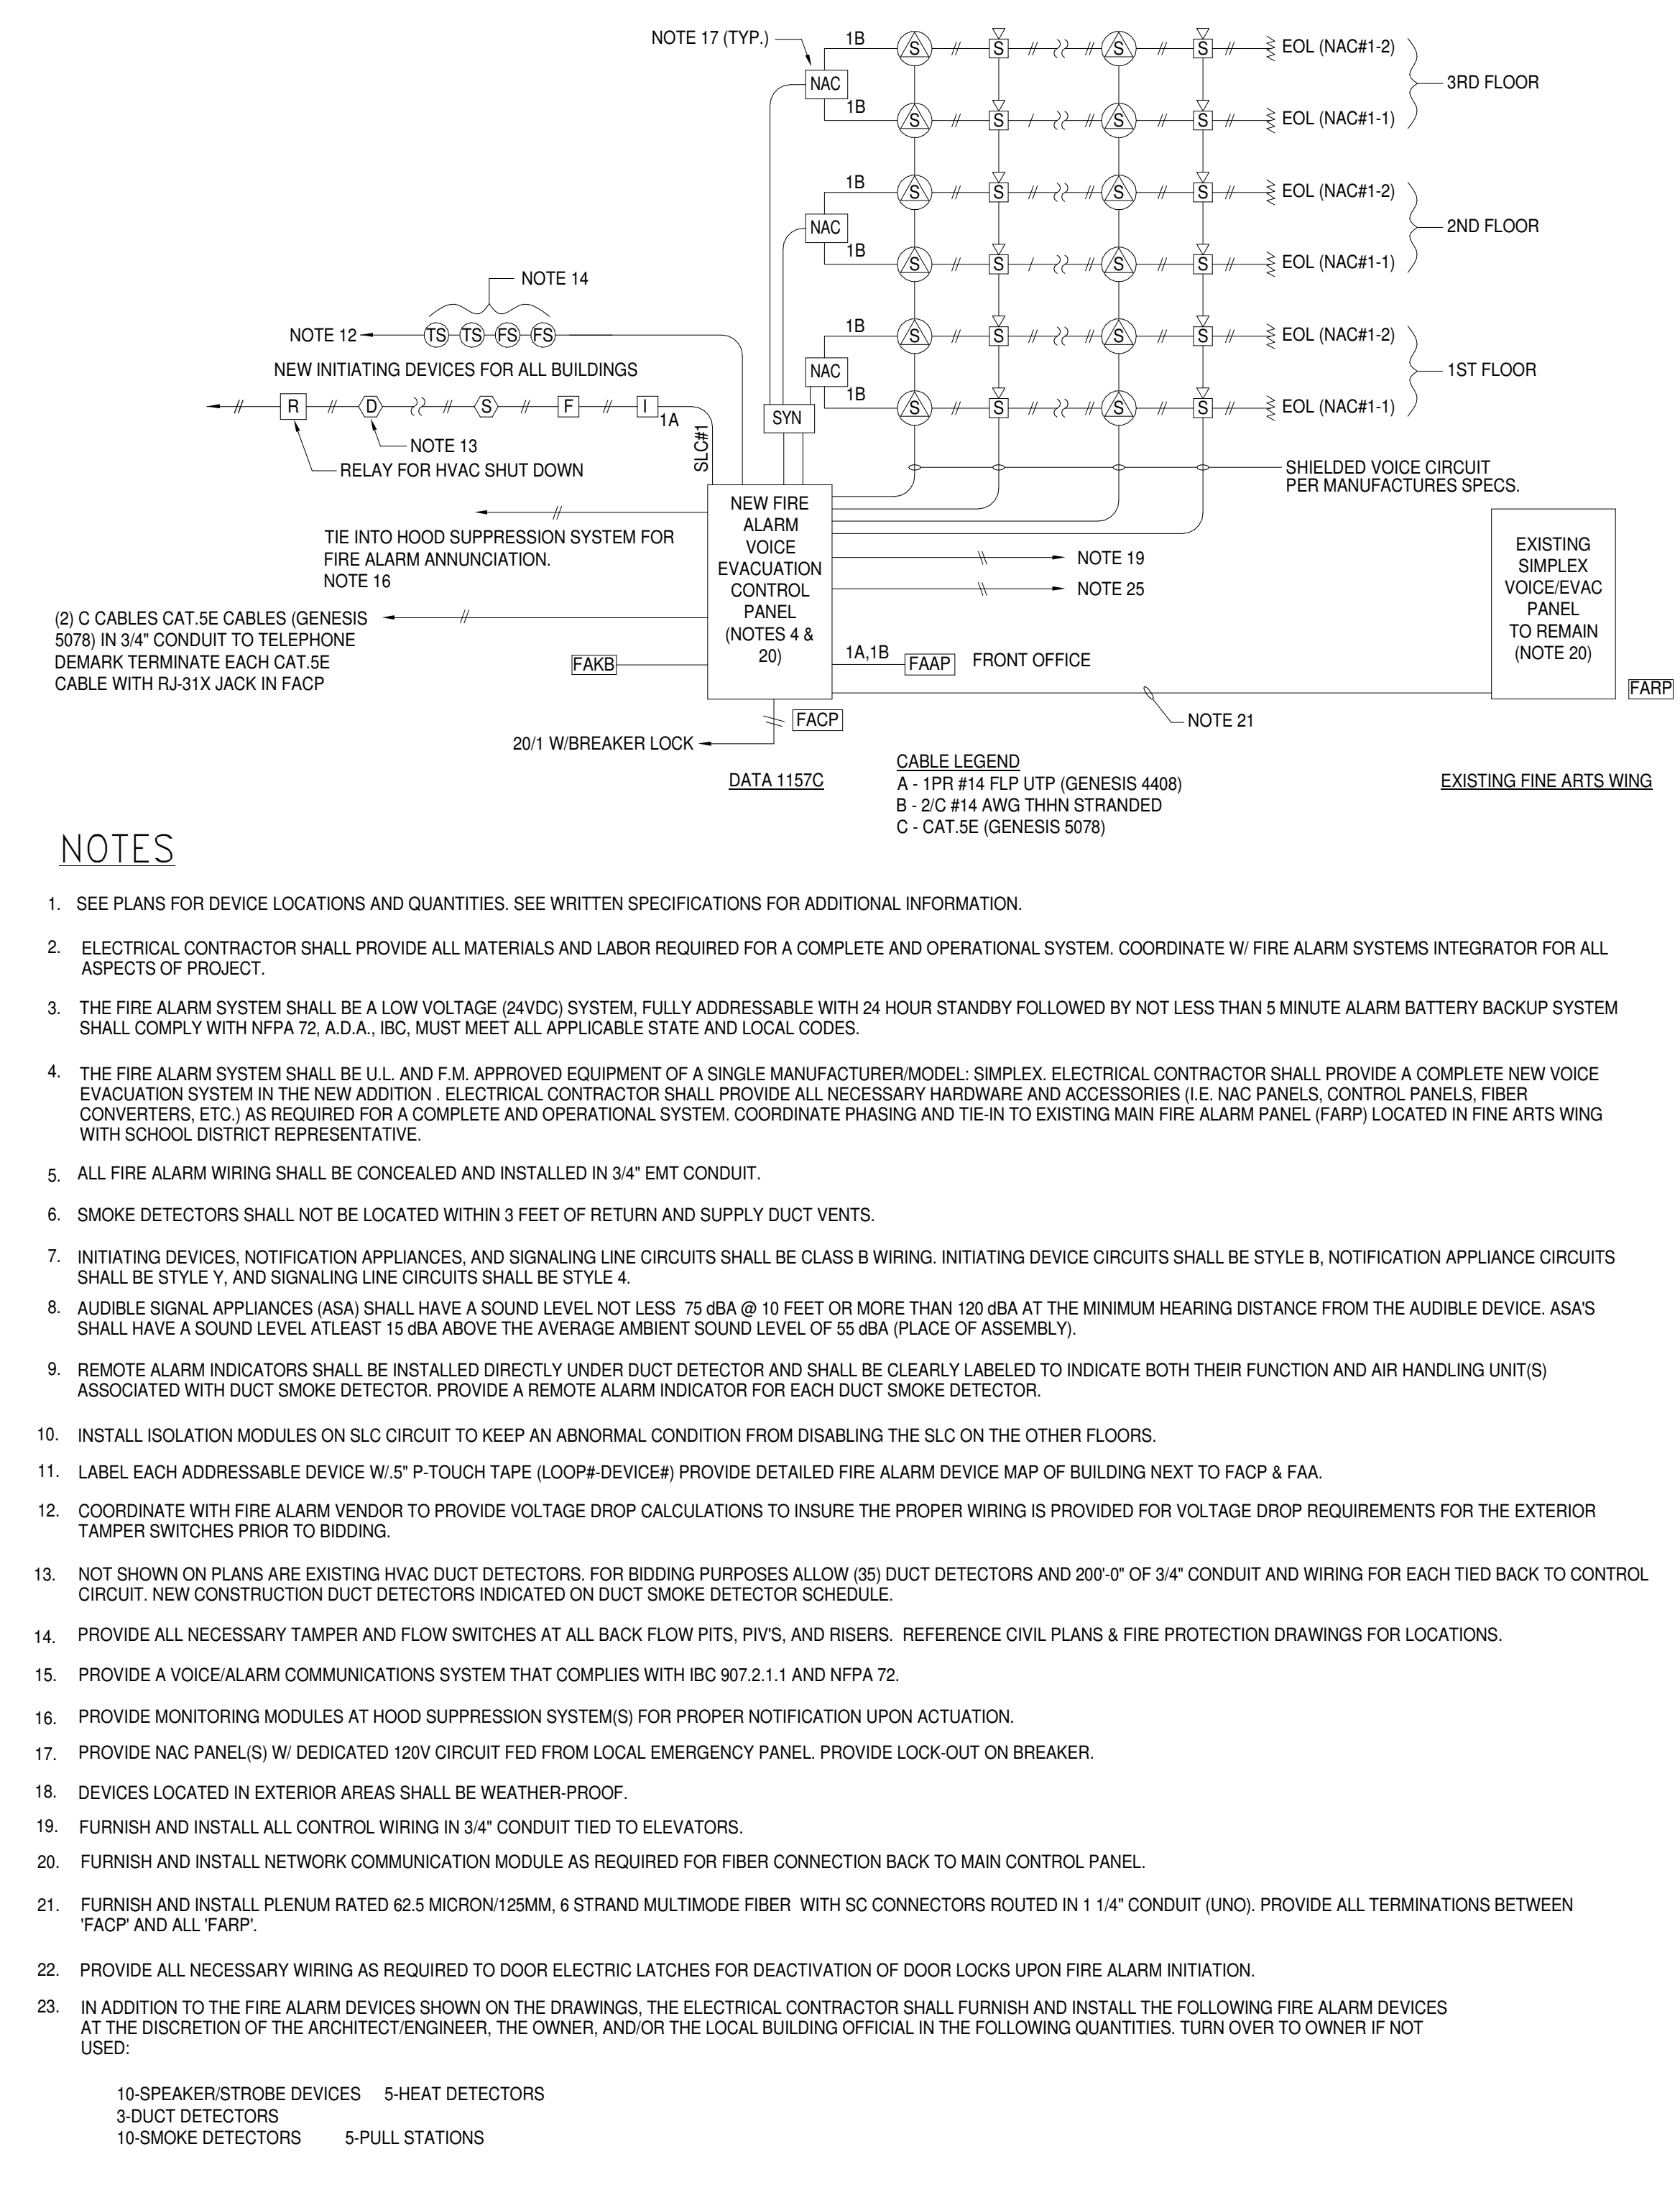 NOTE 17 (TYP.)
NAC
1B
S
S
S
S
EOL (NAC#1-2)
1B
S
S
S
S
EOL (NAC#1-1)
3RD FLOOR
NAC
1B
S
S
S
S
EOL (NAC#1-2)
1B
S
S
S
S
EOL (NAC#1-1)
2ND FLOOR
NAC
1B
S
S
S
S
EOL (NAC#1-2)
1B
S
S
S
S
EOL (NAC#1-1)
1ST FLOOR
SYN
NOTE 14
NOTE 12
TS
TS
FS
FS
NEW INITIATING DEVICES FOR ALL BUILDINGS
R
D
S
F
I
1A
SLC#1
NOTE 13
RELAY FOR HVAC SHUT DOWN
SHIELDED VOICE CIRCUIT
PER MANUFACTURES SPECS.
TIE INTO HOOD SUPPRESSION SYSTEM FOR
FIRE ALARM ANNUNCIATION.
NOTE 16
NEW FIRE
ALARM
VOICE
EVACUATION
CONTROL
PANEL
(NOTES 4 &
20)
NOTE 19
NOTE 25
EXISTING
SIMPLEX
VOICE/EVAC
PANEL
TO REMAIN
(NOTE 20)
(2) C CABLES CAT.5E CABLES (GENESIS
5078) IN 3/4" CONDUIT TO TELEPHONE
DEMARK TERMINATE EACH CAT.5E
CABLE WITH RJ-31X JACK IN FACP
FAKB
1A,1B
FAAP
FRONT OFFICE
FARP
NOTE 21
FACP
20/1 W/BREAKER LOCK
DATA 1157C
CABLE LEGEND
A - 1PR #14 FLP UTP (GENESIS 4408)
B - 2/C #14 AWG THHN STRANDED
C - CAT.5E (GENESIS 5078)
EXISTING FINE ARTS WING
NOTES
1. SEE PLANS FOR DEVICE LOCATIONS AND QUANTITIES. SEE WRITTEN SPECIFICATIONS FOR ADDITIONAL INFORMATION.
2. ELECTRICAL CONTRACTOR SHALL PROVIDE ALL MATERIALS AND LABOR REQUIRED FOR A COMPLETE AND OPERATIONAL SYSTEM. COORDINATE W/ FIRE ALARM SYSTEMS INTEGRATOR FOR ALL
ASPECTS OF PROJECT.
3. THE FIRE ALARM SYSTEM SHALL BE A LOW VOLTAGE (24VDC) SYSTEM, FULLY ADDRESSABLE WITH 24 HOUR STANDBY FOLLOWED BY NOT LESS THAN 5 MINUTE ALARM BATTERY BACKUP SYSTEM
SHALL COMPLY WITH NFPA 72, A.D.A., IBC, MUST MEET ALL APPLICABLE STATE AND LOCAL CODES.
4. THE FIRE ALARM SYSTEM SHALL BE U.L. AND F.M. APPROVED EQUIPMENT OF A SINGLE MANUFACTURER/MODEL: SIMPLEX. ELECTRICAL CONTRACTOR SHALL PROVIDE A COMPLETE NEW VOICE
EVACUATION SYSTEM IN THE NEW ADDITION . ELECTRICAL CONTRACTOR SHALL PROVIDE ALL NECESSARY HARDWARE AND ACCESSORIES (I.E. NAC PANELS, CONTROL PANELS, FIBER
CONVERTERS, ETC.) AS REQUIRED FOR A COMPLETE AND OPERATIONAL SYSTEM. COORDINATE PHASING AND TIE-IN TO EXISTING MAIN FIRE ALARM PANEL (FARP) LOCATED IN FINE ARTS WING
WITH SCHOOL DISTRICT REPRESENTATIVE.
5. ALL FIRE ALARM WIRING SHALL BE CONCEALED AND INSTALLED IN 3/4" EMT CONDUIT.
6. SMOKE DETECTORS SHALL NOT BE LOCATED WITHIN 3 FEET OF RETURN AND SUPPLY DUCT VENTS.
7. INITIATING DEVICES, NOTIFICATION APPLIANCES, AND SIGNALING LINE CIRCUITS SHALL BE CLASS B WIRING. INITIATING DEVICE CIRCUITS SHALL BE STYLE B, NOTIFICATION APPLIANCE CIRCUITS
SHALL BE STYLE Y, AND SIGNALING LINE CIRCUITS SHALL BE STYLE 4.
8. AUDIBLE SIGNAL APPLIANCES (ASA) SHALL HAVE A SOUND LEVEL NOT LESS 75 dBA @ 10 FEET OR MORE THAN 120 dBA AT THE MINIMUM HEARING DISTANCE FROM THE AUDIBLE DEVICE. ASA'S
SHALL HAVE A SOUND LEVEL ATLEAST 15 dBA ABOVE THE AVERAGE AMBIENT SOUND LEVEL OF 55 dBA (PLACE OF ASSEMBLY).
9. REMOTE ALARM INDICATORS SHALL BE INSTALLED DIRECTLY UNDER DUCT DETECTOR AND SHALL BE CLEARLY LABELED TO INDICATE BOTH THEIR FUNCTION AND AIR HANDLING UNIT(S)
ASSOCIATED WITH DUCT SMOKE DETECTOR. PROVIDE A REMOTE ALARM INDICATOR FOR EACH DUCT SMOKE DETECTOR.
10. INSTALL ISOLATION MODULES ON SLC CIRCUIT TO KEEP AN ABNORMAL CONDITION FROM DISABLING THE SLC ON THE OTHER FLOORS.
11. LABEL EACH ADDRESSABLE DEVICE W/.5" P-TOUCH TAPE (LOOP#-DEVICE#) PROVIDE DETAILED FIRE ALARM DEVICE MAP OF BUILDING NEXT TO FACP & FAA.
12. COORDINATE WITH FIRE ALARM VENDOR TO PROVIDE VOLTAGE DROP CALCULATIONS TO INSURE THE PROPER WIRING IS PROVIDED FOR VOLTAGE DROP REQUIREMENTS FOR THE EXTERIOR
TAMPER SWITCHES PRIOR TO BIDDING.
13. NOT SHOWN ON PLANS ARE EXISTING HVAC DUCT DETECTORS. FOR BIDDING PURPOSES ALLOW (35) DUCT DETECTORS AND 200'-0" OF 3/4" CONDUIT AND WIRING FOR EACH TIED BACK TO CONTROL
CIRCUIT. NEW CONSTRUCTION DUCT DETECTORS INDICATED ON DUCT SMOKE DETECTOR SCHEDULE.
14. PROVIDE ALL NECESSARY TAMPER AND FLOW SWITCHES AT ALL BACK FLOW PITS, PIV'S, AND RISERS. REFERENCE CIVIL PLANS & FIRE PROTECTION DRAWINGS FOR LOCATIONS.
15. PROVIDE A VOICE/ALARM COMMUNICATIONS SYSTEM THAT COMPLIES WITH IBC 907.2.1.1 AND NFPA 72.
16. PROVIDE MONITORING MODULES AT HOOD SUPPRESSION SYSTEM(S) FOR PROPER NOTIFICATION UPON ACTUATION.
17. PROVIDE NAC PANEL(S) W/ DEDICATED 120V CIRCUIT FED FROM LOCAL EMERGENCY PANEL. PROVIDE LOCK-OUT ON BREAKER.
18. DEVICES LOCATED IN EXTERIOR AREAS SHALL BE WEATHER-PROOF.
19. FURNISH AND INSTALL ALL CONTROL WIRING IN 3/4" CONDUIT TIED TO ELEVATORS.
20. FURNISH AND INSTALL NETWORK COMMUNICATION MODULE AS REQUIRED FOR FIBER CONNECTION BACK TO MAIN CONTROL PANEL.
21. FURNISH AND INSTALL PLENUM RATED 62.5 MICRON/125MM, 6 STRAND MULTIMODE FIBER WITH SC CONNECTORS ROUTED IN 1 1/4" CONDUIT (UNO). PROVIDE ALL TERMINATIONS BETWEEN
'FACP' AND ALL 'FARP'.
22. PROVIDE ALL NECESSARY WIRING AS REQUIRED TO DOOR ELECTRIC LATCHES FOR DEACTIVATION OF DOOR LOCKS UPON FIRE ALARM INITIATION.
23. IN ADDITION TO THE FIRE ALARM DEVICES SHOWN ON THE DRAWINGS, THE ELECTRICAL CONTRACTOR SHALL FURNISH AND INSTALL THE FOLLOWING FIRE ALARM DEVICES
AT THE DISCRETION OF THE ARCHITECT/ENGINEER, THE OWNER, AND/OR THE LOCAL BUILDING OFFICIAL IN THE FOLLOWING QUANTITIES. TURN OVER TO OWNER IF NOT
USED:
10-SPEAKER/STROBE DEVICES 5-HEAT DETECTORS
3-DUCT DETECTORS
10-SMOKE DETECTORS 5-PULL STATIONS